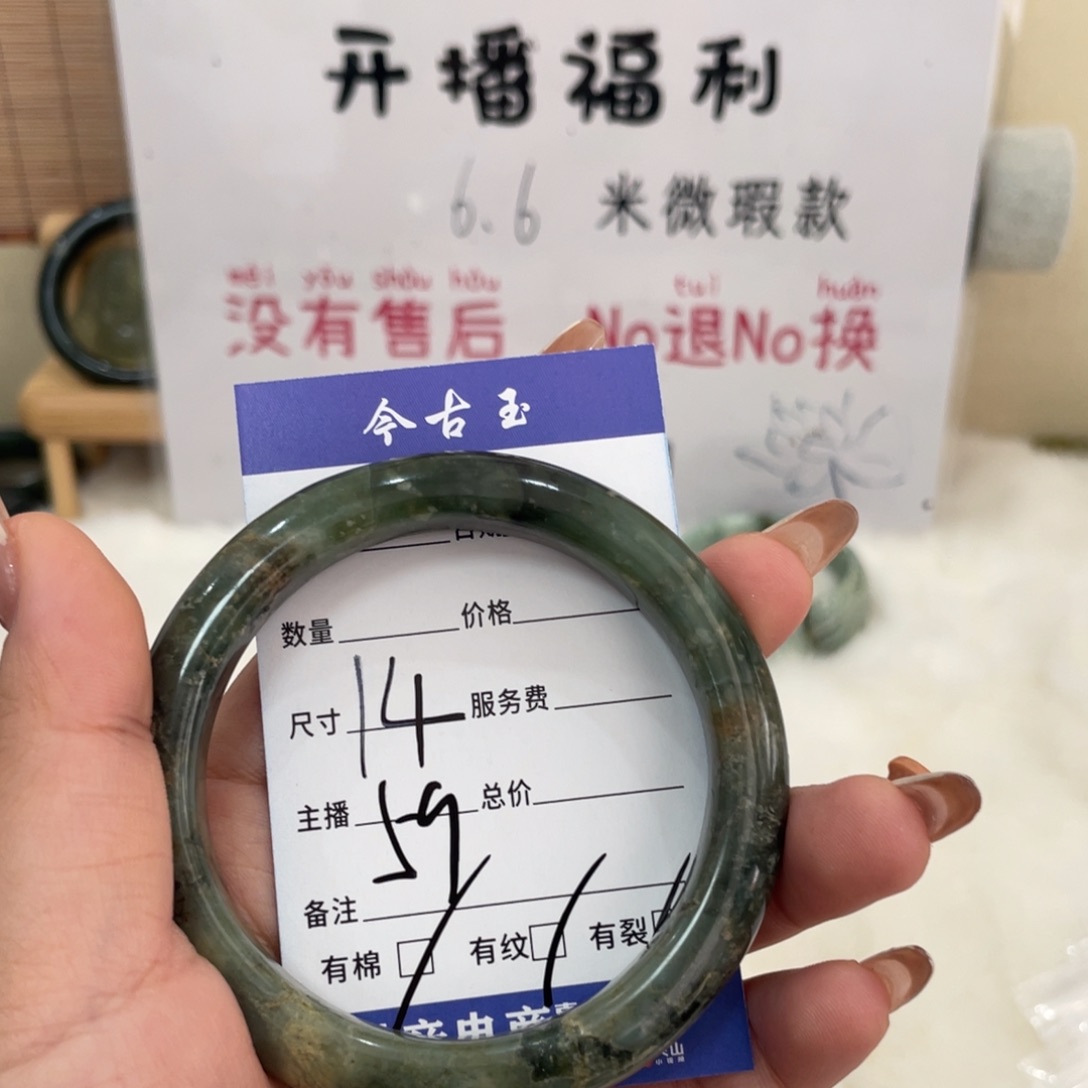 开播福利
6.6 米微瑕款
méi yǒu shòu hòu tuì huàn
没有售后 No退No换
今古玉
数量 价格
14
尺寸 服务费
59
主播 总价
备注
有棉 有纹 有裂